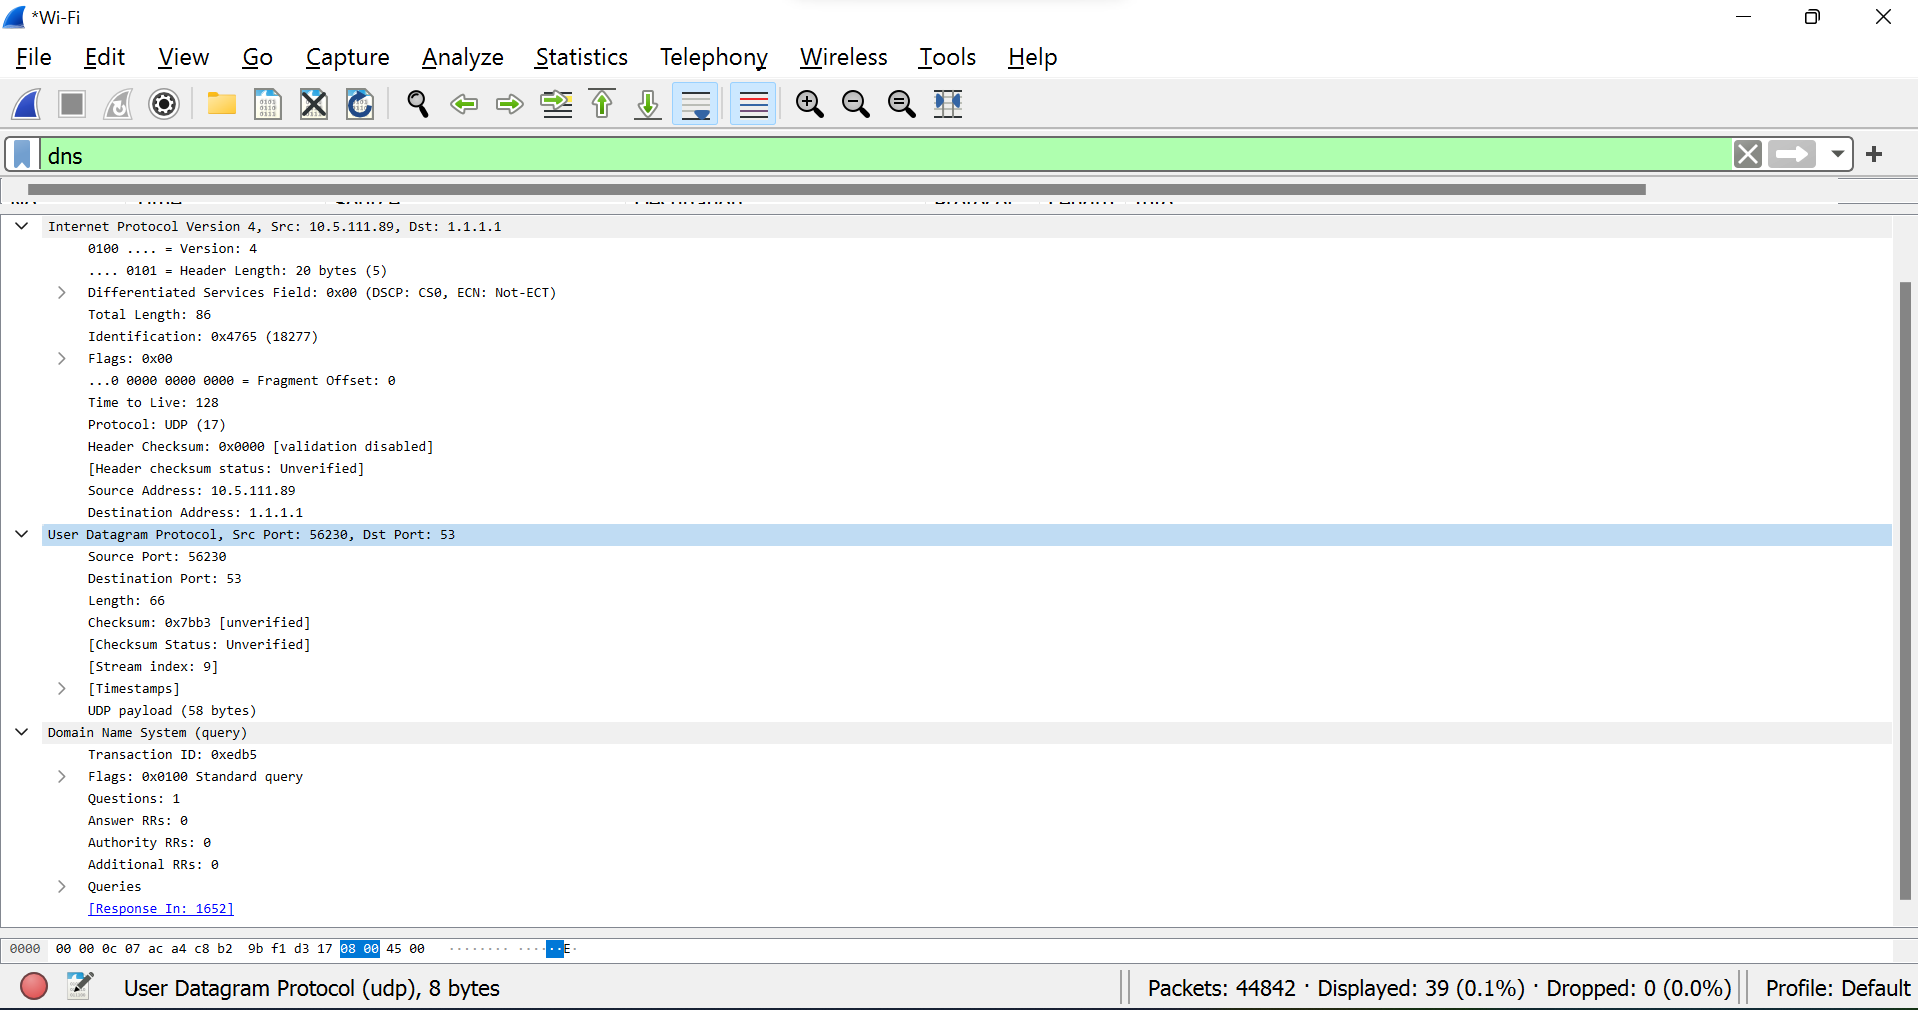 *Wi-Fi
File Edit View Go Capture Analyze Statistics Telephony Wireless Tools Help
dns
Internet Protocol Version 4, Src: 10.5.111.89, Dst: 1.1.1.1
0100 .... = Version: 4
.... 0101 = Header Length: 20 bytes (5)
Differentiated Services Field: 0x00 (DSCP: CS0, ECN: Not-ECT)
Total Length: 86
Identification: 0x4765 (18277)
Flags: 0x00
...0 0000 0000 0000 = Fragment Offset: 0
Time to Live: 128
Protocol: UDP (17)
Header Checksum: 0x0000 [validation disabled]
[Header checksum status: Unverified]
Source Address: 10.5.111.89
Destination Address: 1.1.1.1
User Datagram Protocol, Src Port: 56230, Dst Port: 53
Source Port: 56230
Destination Port: 53
Length: 66
Checksum: 0x7bb3 [unverified]
[Checksum Status: Unverified]
[Stream index: 9]
[Timestamps]
UDP payload (58 bytes)
Domain Name System (query)
Transaction ID: 0xedb5
Flags: 0x0100 Standard query
Questions: 1
Answer RRs: 0
Authority RRs: 0
Additional RRs: 0
Queries
[Response In: 1652]
0000 00 00 0c 07 ac a4 c8 b2 9b f1 d3 17 08 00 45 00 ········ ······E·
User Datagram Protocol (udp), 8 bytes Packets: 44842 · Displayed: 39 (0.1%) · Dropped: 0 (0.0%) Profile: Default